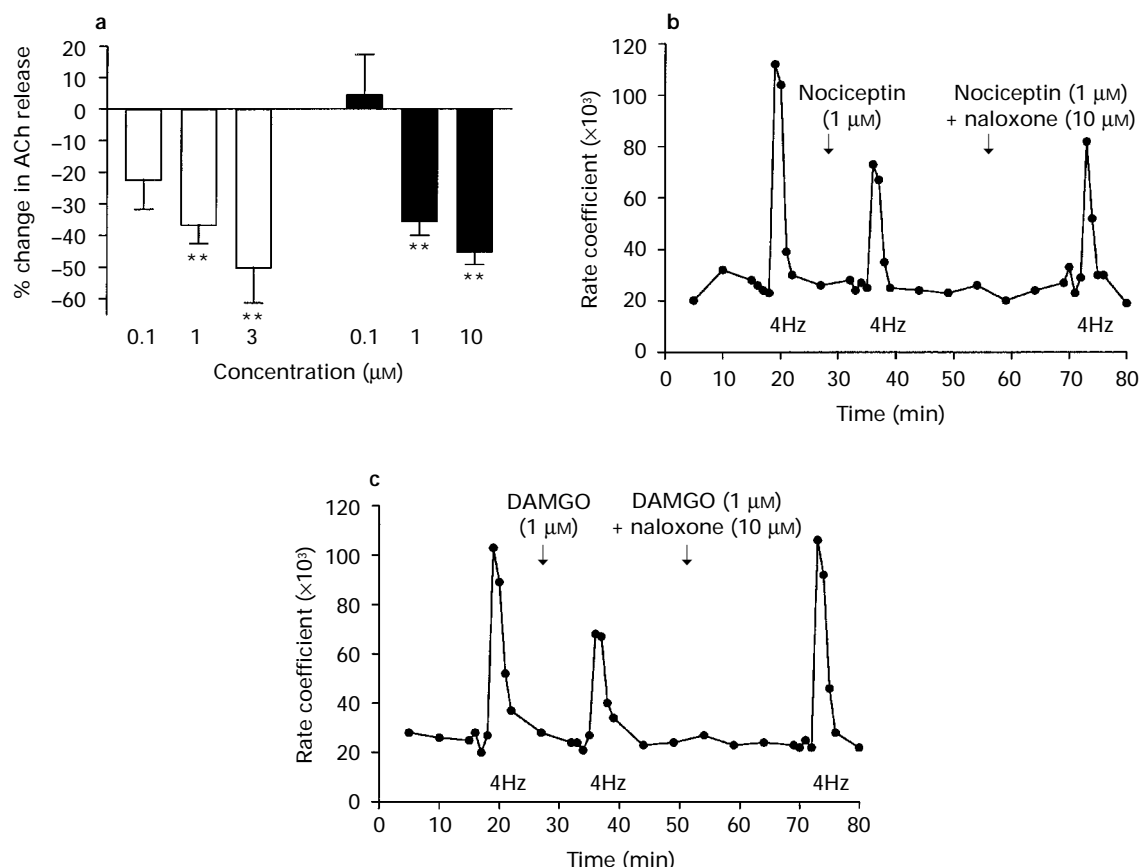 a
20
10
0
−10
−20
−30
−40
−50
−60
% change in ACh release
**
**
**
**
0.1 1 3 0.1 1 10
Concentration (μM)
b
120
100
80
60
40
20
0
Rate coefficient (×10³)
Nociceptin
(1 μM)
Nociceptin (1 μM)
+ naloxone (10 μM)
4Hz 4Hz 4Hz
0 10 20 30 40 50 60 70 80
Time (min)
c
120
100
80
60
40
20
0
Rate coefficient (×10³)
DAMGO
(1 μM)
DAMGO (1 μM)
+ naloxone (10 μM)
4Hz 4Hz 4Hz
0 10 20 30 40 50 60 70 80
Time (min)